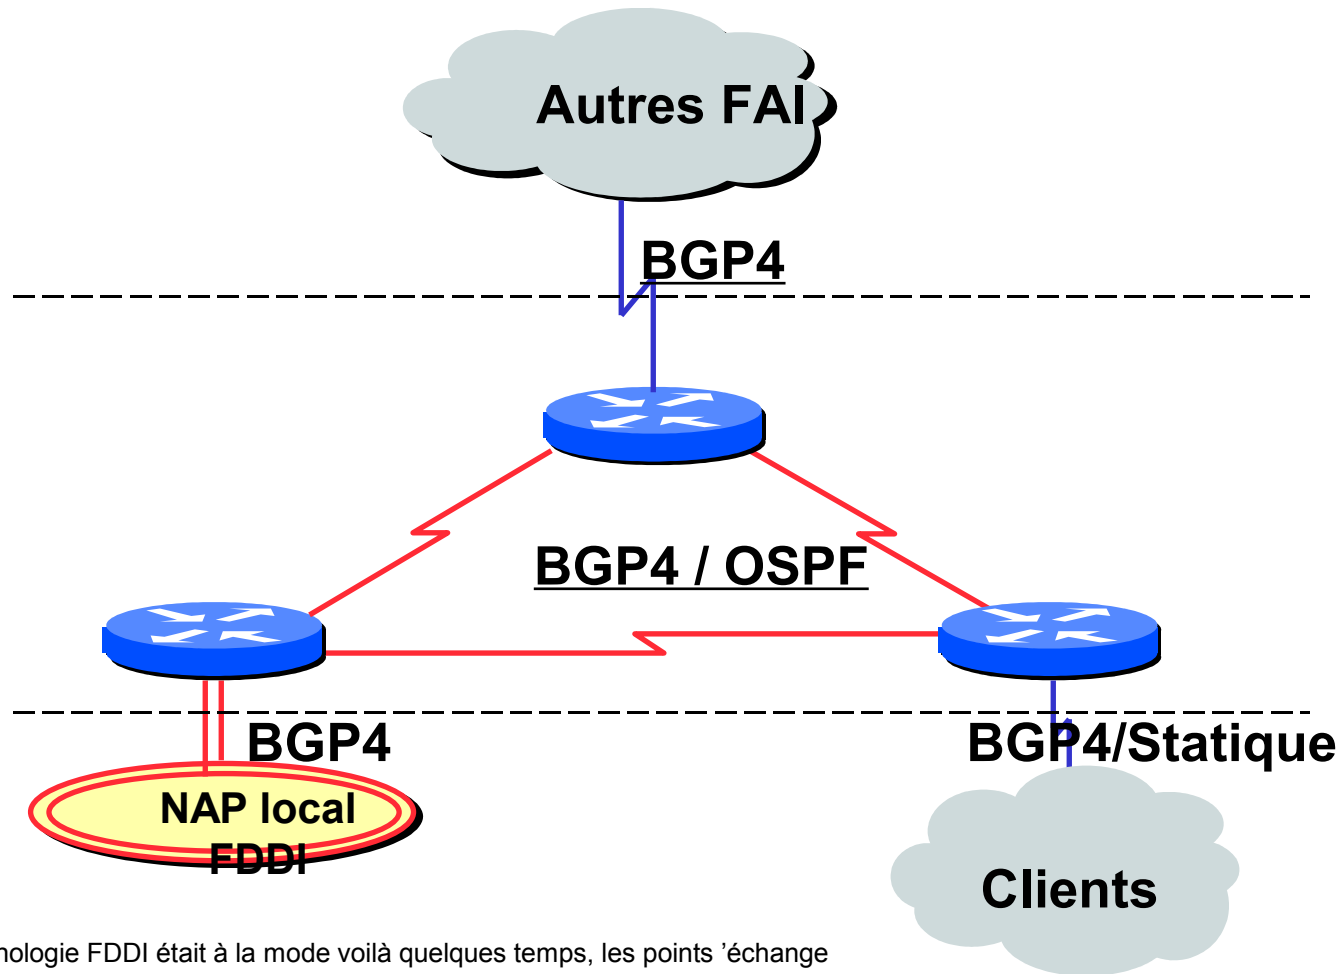 Autres FAI
BGP4
BGP4 / OSPF
BGP4
BGP4/Statique
NAP local
FDDI
Clients
nologie FDDI était à la mode voilà quelques temps, les points ’échange